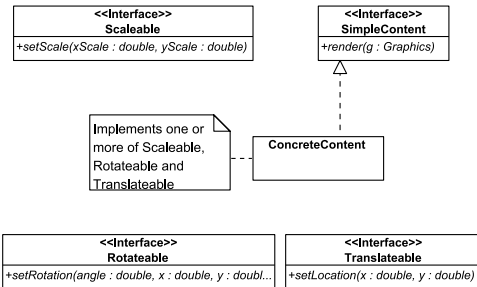 <<Interface>>
Scaleable
+setScale(xScale : double, yScale : double)
<<Interface>>
SimpleContent
+render(g : Graphics)
Implements one or
more of Scaleable,
Rotateable and
Translateable
ConcreteContent
<<Interface>>
Rotateable
+setRotation(angle : double, x : double, y : doubl...
<<Interface>>
Translateable
+setLocation(x : double, y : double)